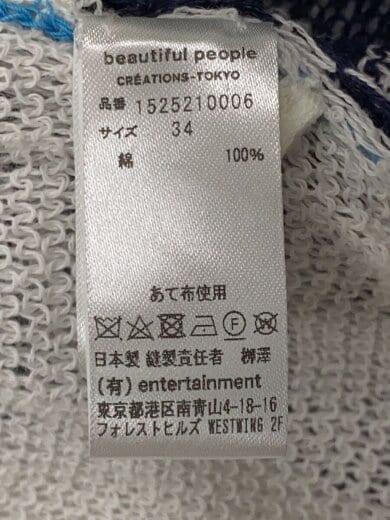 beautiful people
CRÉATIONS-TOKYO
品番 1525210006
サイズ 34
綿 100%
あて布使用
F W
日本製 縫製責任者 栁澤
(有) entertainment
東京都港区南青山4-18-16
フォレストヒルズ WESTWING 2F